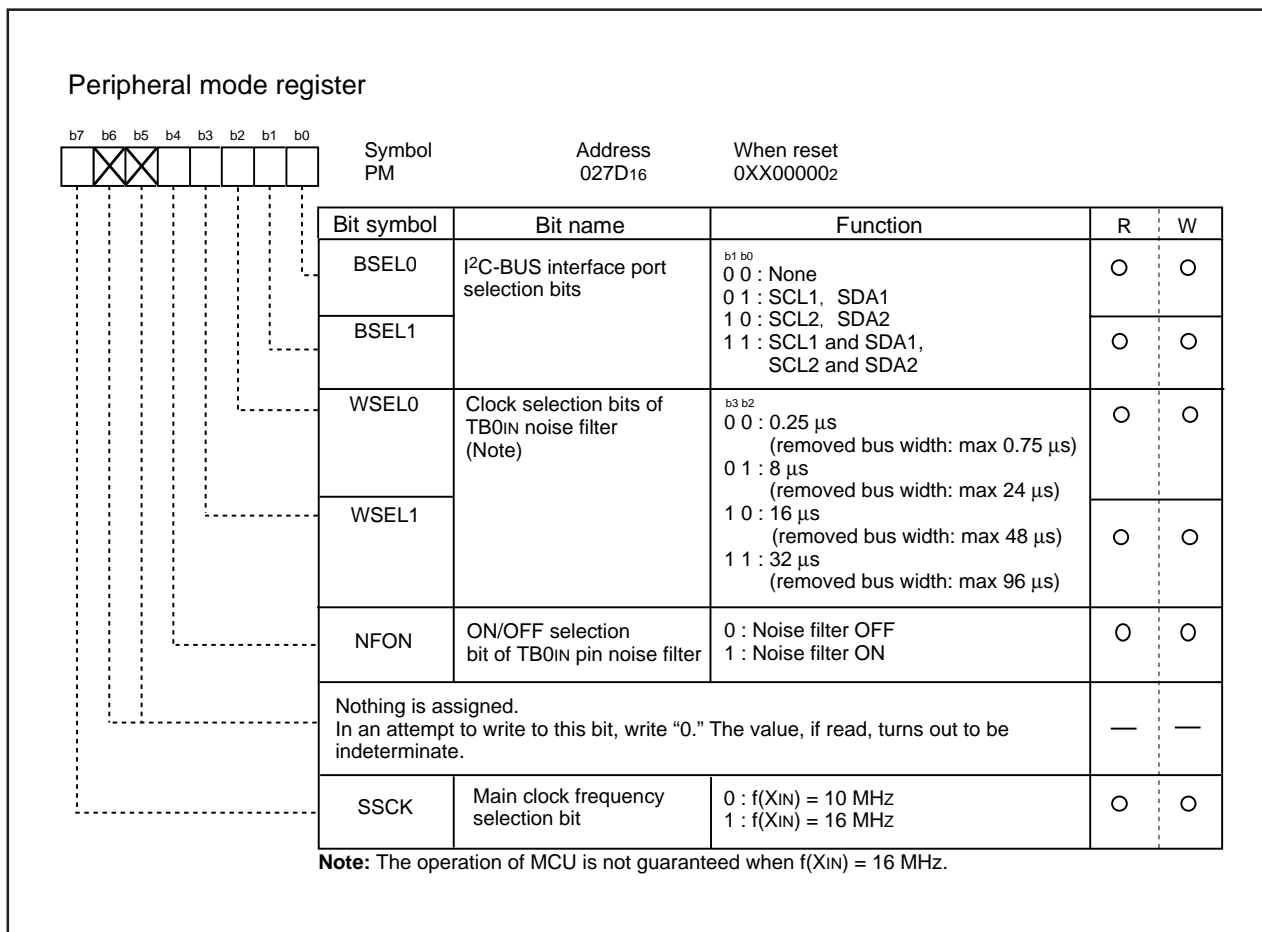 Peripheral mode register
b7 b6 b5 b4 b3 b2 b1 b0
Symbol Address When reset
PM 027D16 0XX000002
Bit symbol Bit name Function R W
BSEL0 I2C-BUS interface port
selection bits
b1 b0
0 0 : None
0 1 : SCL1, SDA1
1 0 : SCL2, SDA2
1 1 : SCL1 and SDA1,
SCL2 and SDA2
BSEL1
WSEL0 Clock selection bits of
TB0IN noise filter
(Note)
b3 b2
0 0 : 0.25 μs
(removed bus width: max 0.75 μs)
0 1 : 8 μs
(removed bus width: max 24 μs)
1 0 : 16 μs
(removed bus width: max 48 μs)
1 1 : 32 μs
(removed bus width: max 96 μs)
WSEL1
NFON ON/OFF selection
bit of TB0IN pin noise filter
0 : Noise filter OFF
1 : Noise filter ON
Nothing is assigned.
In an attempt to write to this bit, write “0.” The value, if read, turns out to be
indeterminate.
— —
SSCK Main clock frequency
selection bit
0 : f(XIN) = 10 MHz
1 : f(XIN) = 16 MHz
Note: The operation of MCU is not guaranteed when f(XIN) = 16 MHz.